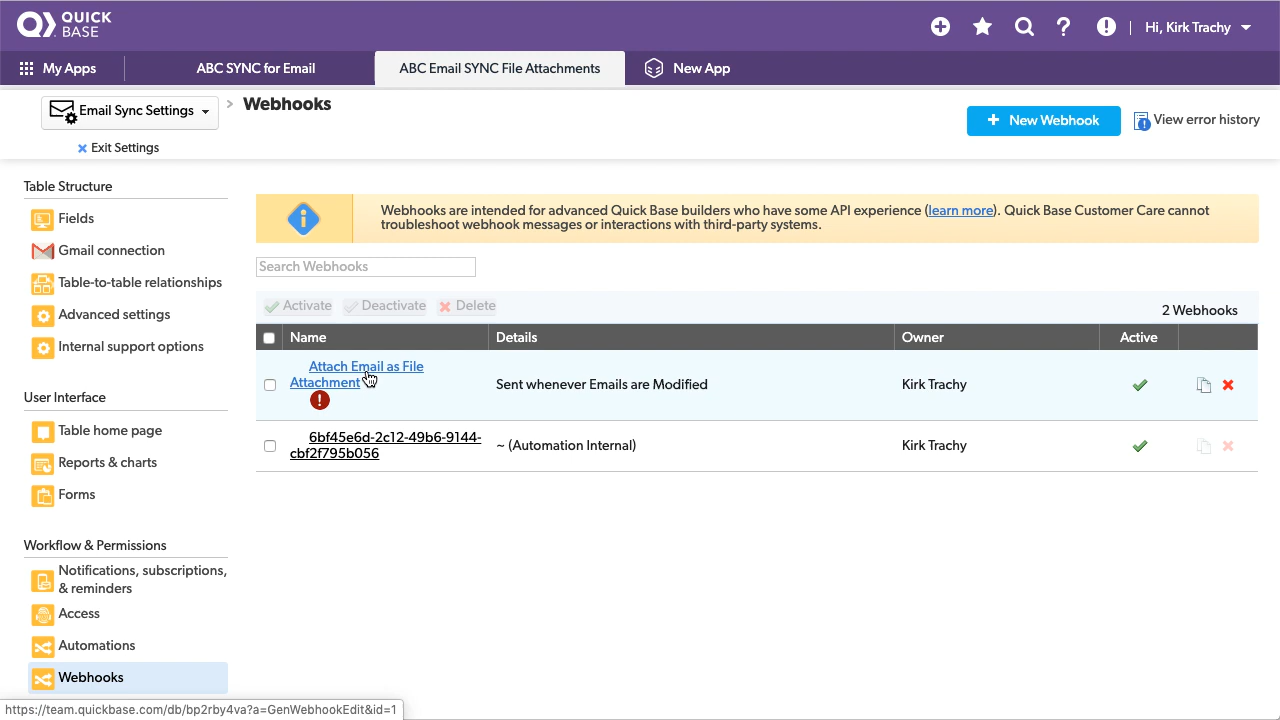 QUICK
BASE
Hi, Kirk Trachy
My Apps
ABC SYNC for Email
ABC Email SYNC File Attachments
New App
Email Sync Settings
> Webhooks
+ New Webhook
View error history
Exit Settings
Table Structure
Fields
Gmail connection
Table-to-table relationships
Advanced settings
Internal support options
User Interface
Table home page
Reports & charts
Forms
Workflow & Permissions
Notifications, subscriptions,
& reminders
Access
Automations
Webhooks
Webhooks are intended for advanced Quick Base builders who have some API experience (learn more). Quick Base Customer Care cannot
troubleshoot webhook messages or interactions with third-party systems.
Search Webhooks
Activate Deactivate Delete
2 Webhooks
Name Details Owner Active
Attach Email as File
Attachment
Sent whenever Emails are Modified
Kirk Trachy
6bf45e6d-2c12-49b6-9144-
cbf2f795b056
~ (Automation Internal)
Kirk Trachy
https://team.quickbase.com/db/bp2rby4va?a=GenWebhookEdit&id=1